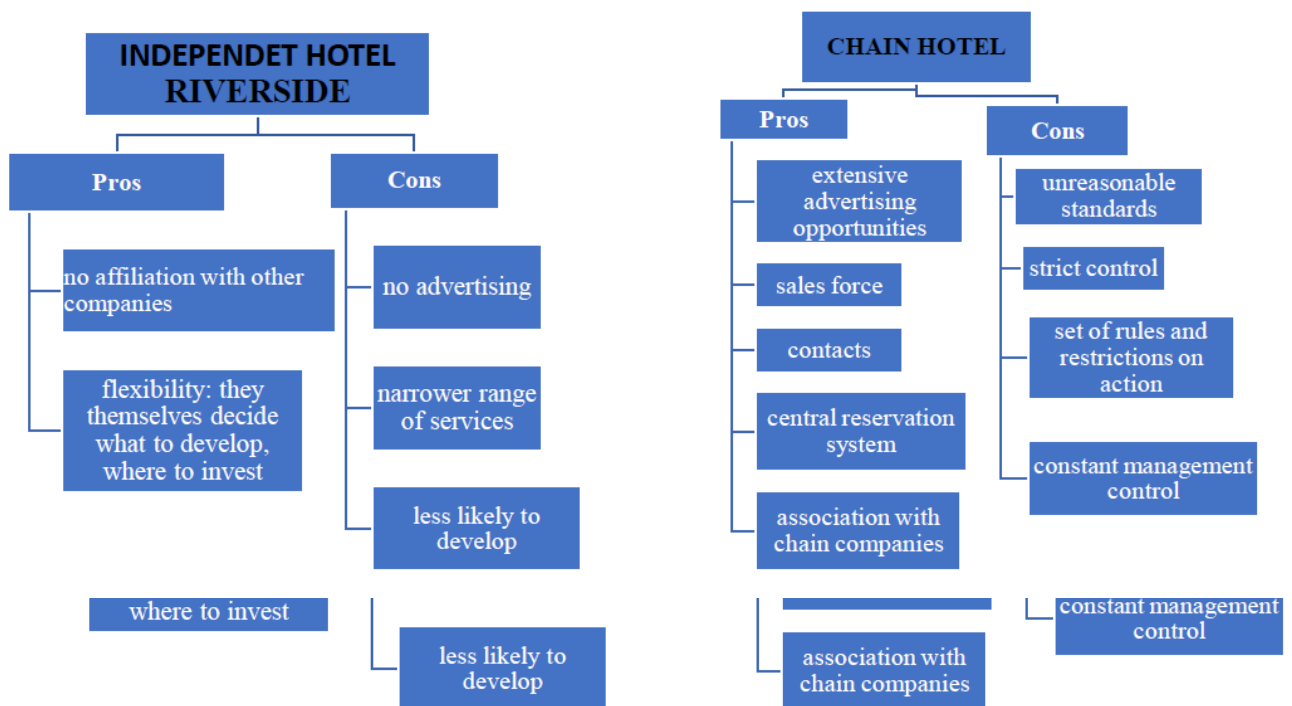 INDEPENDET HOTEL
RIVERSIDE
Pros
no affiliation with other
companies
flexibility: they
themselves decide
what to develop,
where to invest
where to invest
Cons
no advertising
narrower range
of services
less likely to
develop
less likely to
develop
CHAIN HOTEL
Pros
extensive
advertising
opportunities
sales force
contacts
central reservation
system
association with
chain companies
association with
chain companies
Cons
unreasonable
standards
strict control
set of rules and
restrictions on
action
constant management
control
constant management
control